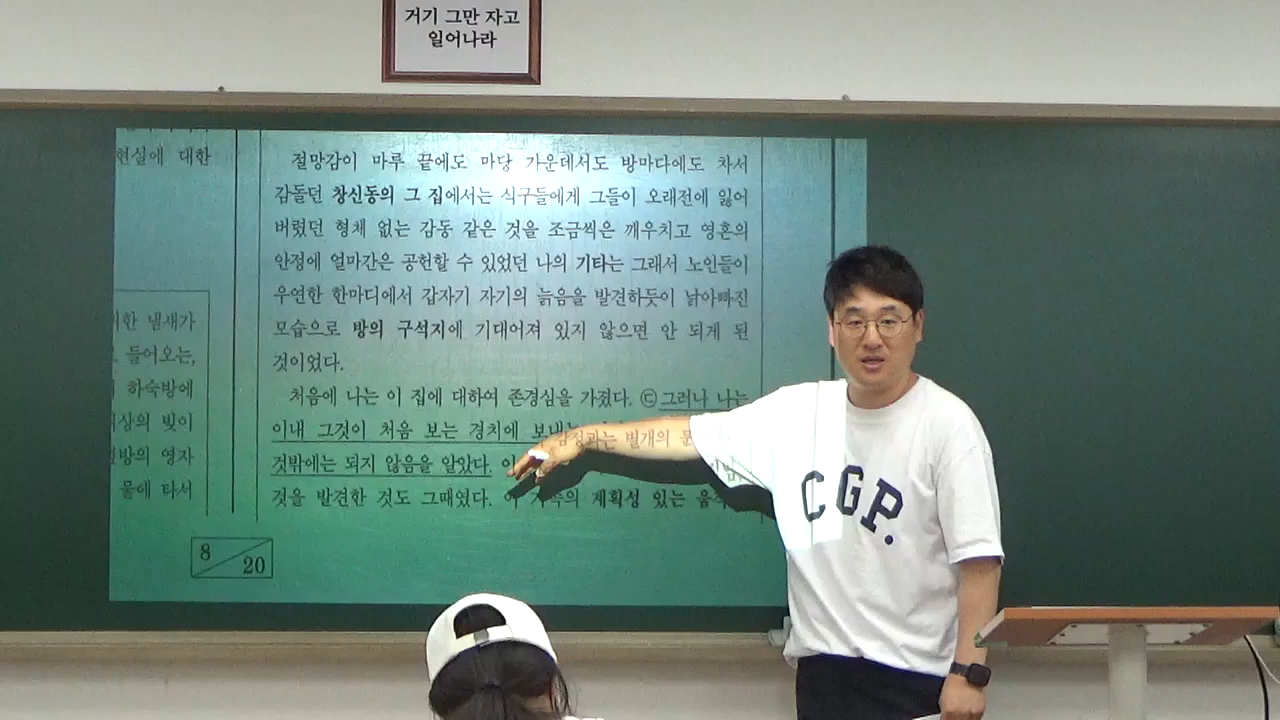 거기 그만 자고
일어나라
현실에 대한
냄새가
들어오는,
하숙방에
빛이
영자
물에 타서
8
20
절망감이 마루 끝에도 마당 가운데서도 방마다에도 차서
감돌던 창신동의 그 집에서는 식구들에게 그들이 오래전에 잃어
버렸던 형체 없는 감동 같은 것을 조금씩은 깨우치고 영혼의
안정에 얼마간은 공헌할 수 있었던 나의 기타는 그래서 노인들이
우연한 한마디에서 갑자기 자기의 늙음을 발견하듯이 낡아빠진
모습으로 방의 구석지에 기대어져 있지 않으면 안 되게 된
것이었다.
처음에 나는 이 집에 대하여 존경심을 가졌다. ㉢그러나 나는
이내 그것이 처음 보는 경치에 감정과는 별개의
것밖에는 되지 않음을 알았다.
것을 발견한 것도 그때였다. 이 가족의 계획성 있는
CGP.